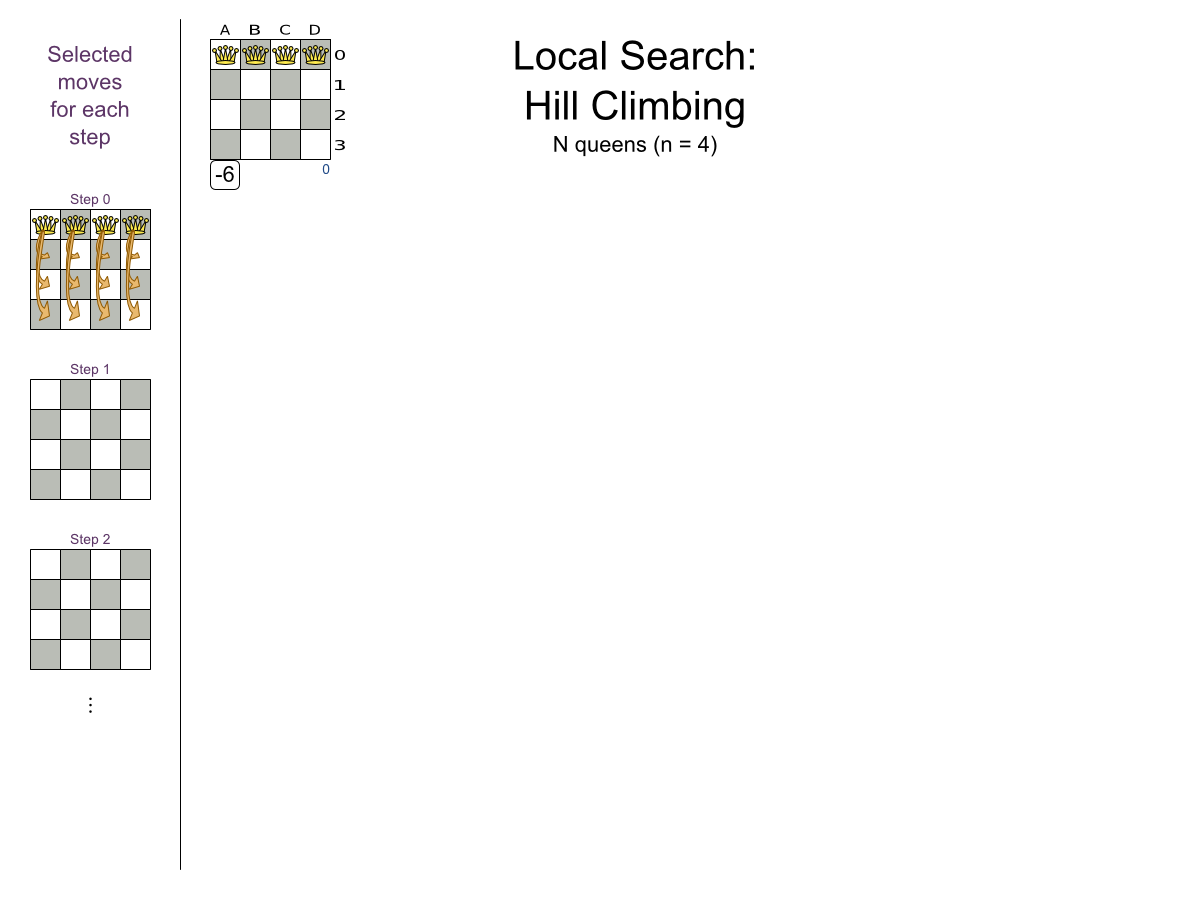 Selected
moves
for each
step
Step 0
Step 1
Step 2
⋮
A B C D
0
1
2
3
-6
0
Local Search:
Hill Climbing
N queens (n = 4)